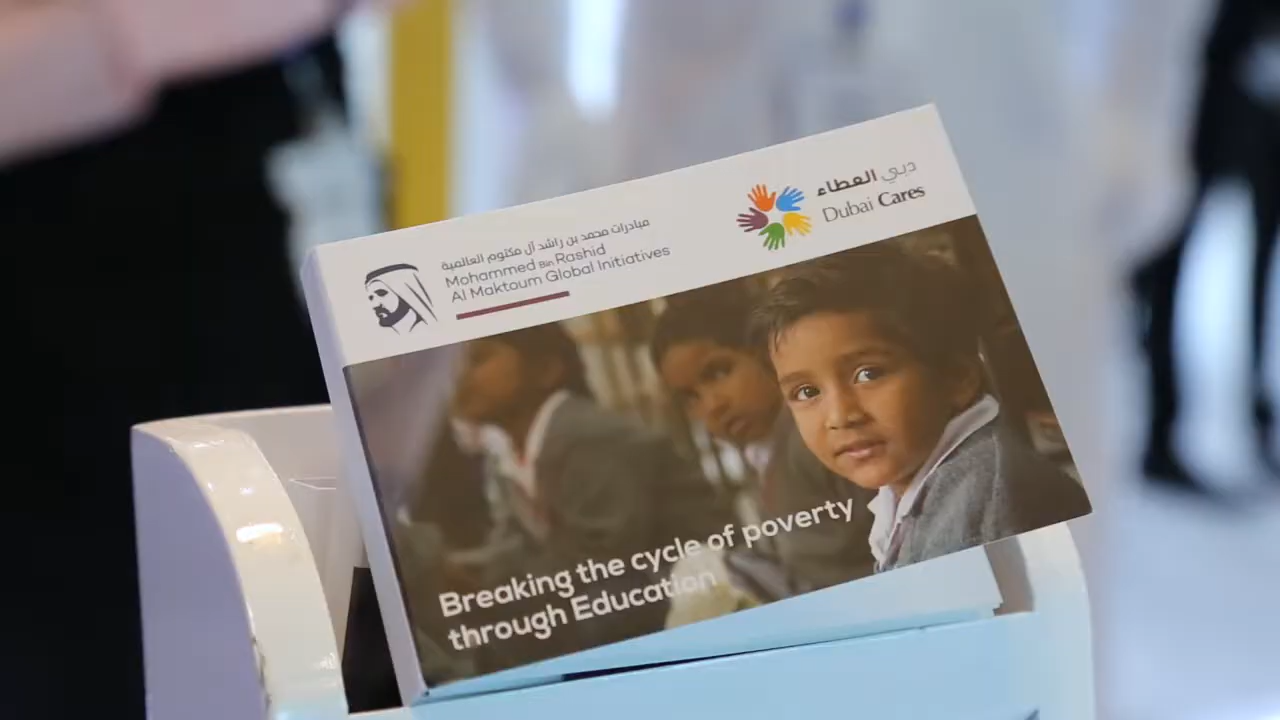 مبادرات محمد بن راشد آل مكتوم العالمية
Mohammed Bin Rashid
Al Maktoum Global Initiatives
دبي العطاء
Dubai Cares
Breaking the cycle of poverty
through Education